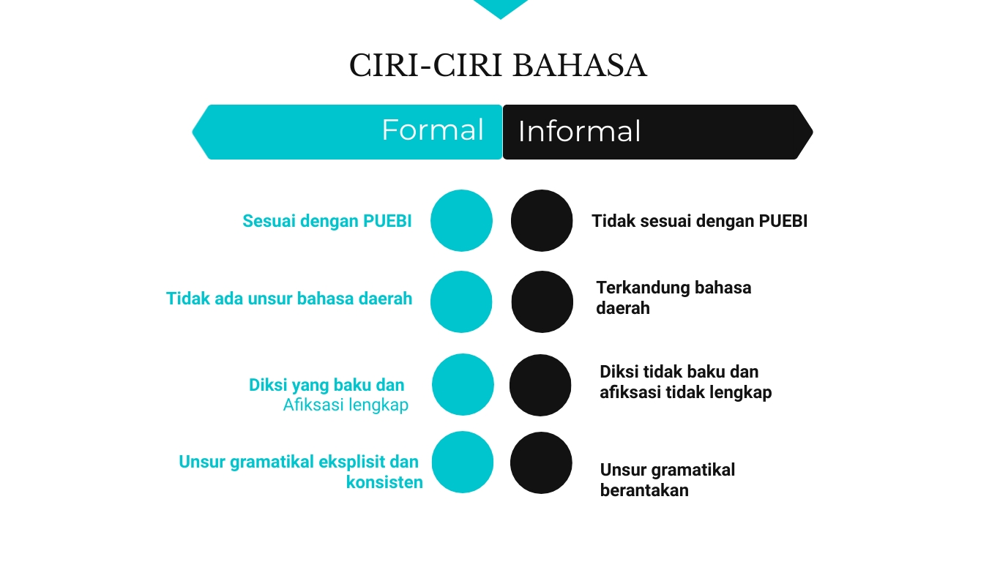 CIRI-CIRI BAHASA
Formal
Informal
Sesuai dengan PUEBI
Tidak sesuai dengan PUEBI
Tidak ada unsur bahasa daerah
Terkandung bahasa
daerah
Diksi yang baku dan
Afiksasi lengkap
Diksi tidak baku dan
afiksasi tidak lengkap
Unsur gramatikal eksplisit dan
konsisten
Unsur gramatikal
berantakan